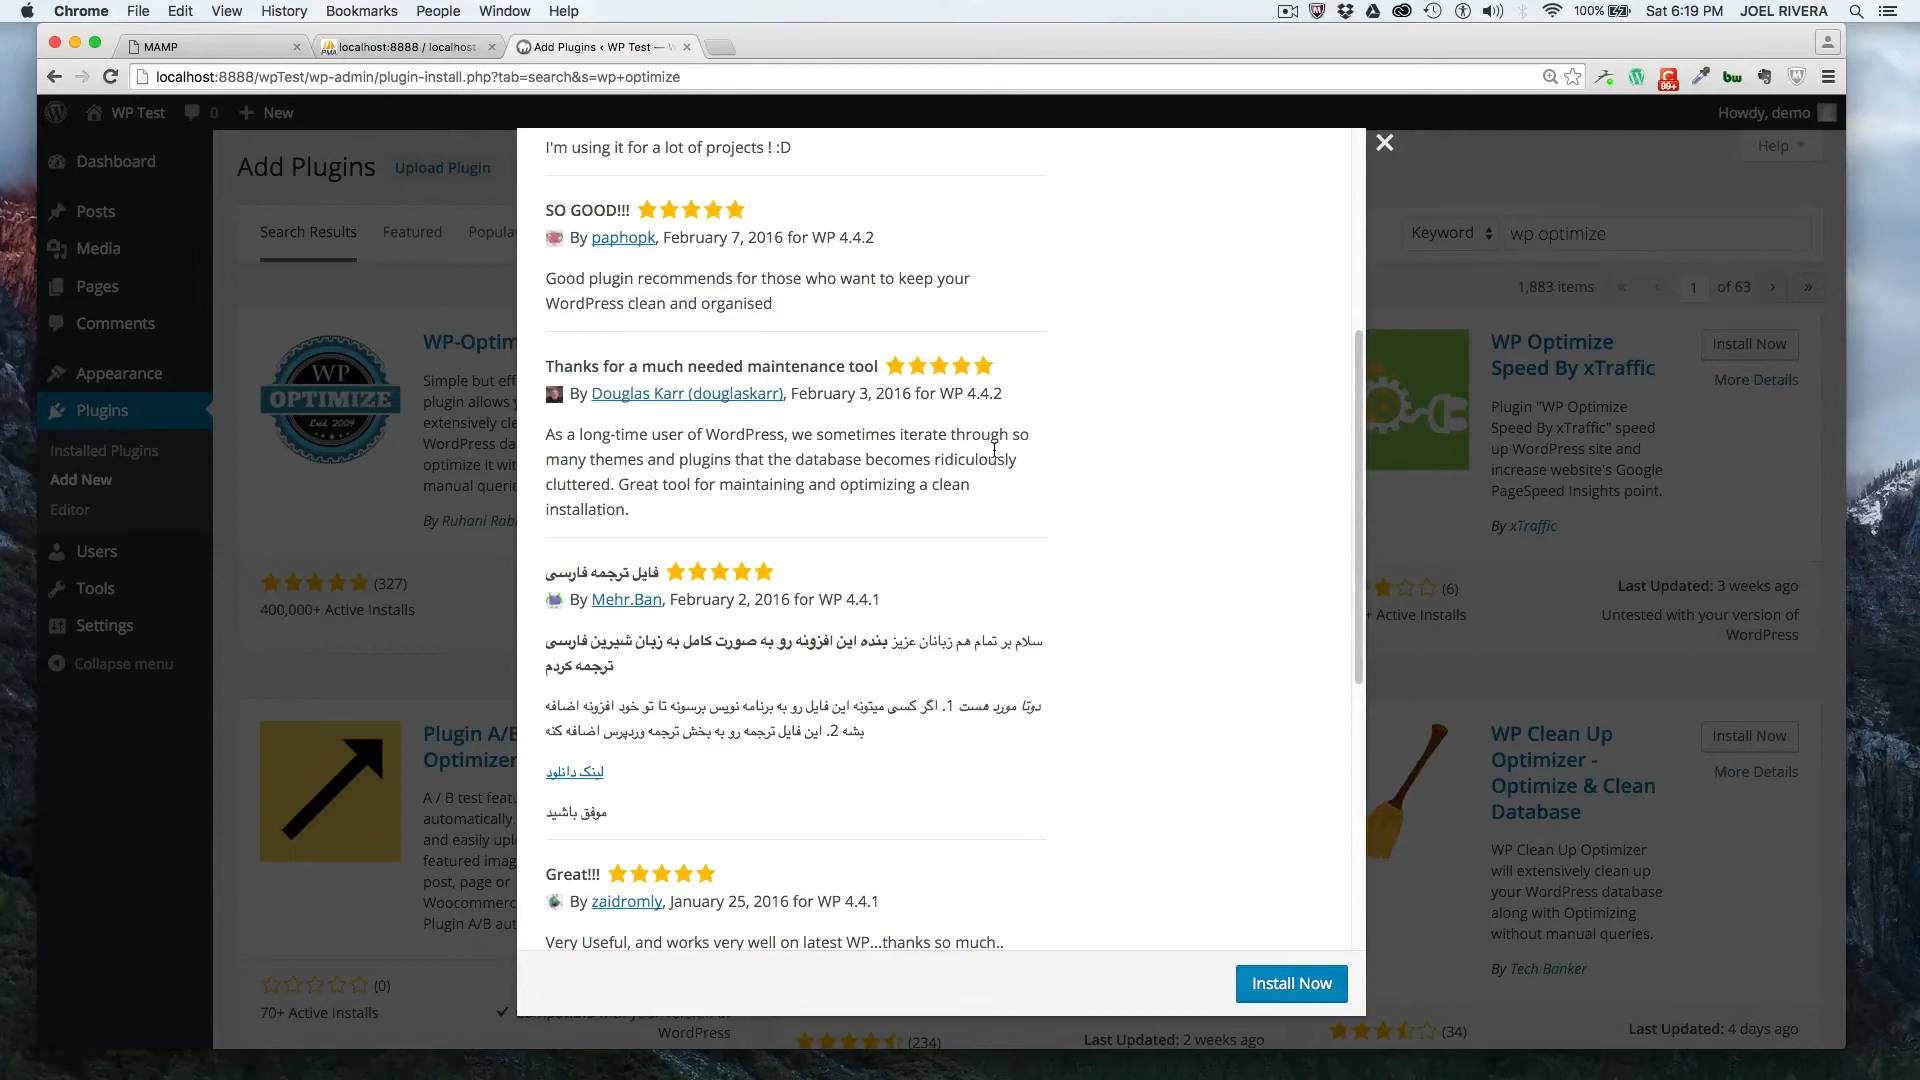 Chrome File Edit View History Bookmarks People Window Help
100% Sat 6:19 PM JOEL RIVERA
MAMP
localhost:8888 / localhost
Add Plugins ‹ WP Test —
localhost:8888/wpTest/wp-admin/plugin-install.php?tab=search&s=wp+optimize
99+
bw
WP Test 0 New
Howdy, demo
Dashboard
Posts
Media
Pages
Comments
Appearance
Plugins
Installed Plugins
Add New
Editor
Users
Tools
Settings
Collapse menu
Add Plugins Upload Plugin
Help
Search Results Featured
Keyword wp optimize
1,883 items « ‹ 1 of 63 › »
WP
OPTIMIZE
Estd. 2009
WP-Optim
Simple but eff
plugin allows y
extensively cle
WordPress da
optimize it with
manual querie
By Ruhani Rab
(327)
400,000+ Active Installs
Plugin A/B
Optimizer
A / B test feat
automatically.
and easily uplo
featured imag
post, page or
Woocommerc
Plugin A/B aut
(0)
70+ Active Installs
WordPress
I'm using it for a lot of projects ! :D
SO GOOD!!!
By paphopk, February 7, 2016 for WP 4.4.2
Good plugin recommends for those who want to keep your
WordPress clean and organised
Thanks for a much needed maintenance tool
By Douglas Karr (douglaskarr), February 3, 2016 for WP 4.4.2
As a long-time user of WordPress, we sometimes iterate through so
many themes and plugins that the database becomes ridiculously
cluttered. Great tool for maintaining and optimizing a clean
installation.
فایل ترجمه فارسی
By Mehr.Ban, February 2, 2016 for WP 4.4.1
سلام بر تمام هم زبانان عزیز بنده این افزونه رو به صورت کامل به زبان شیرین فارسی
ترجمه کردم
دوتا مورد هست 1. اگر کسی میتونه این فایل رو به برنامه نویس برسونه تا تو خود افزونه اضافه
بشه 2. این فایل ترجمه رو به بخش ترجمه وردپرس اضافه کنه
لینک دانلود
موفق باشید
Great!!!
By zaidromly, January 25, 2016 for WP 4.4.1
Very Useful, and works very well on latest WP...thanks so much..
Install Now
WP Optimize
Speed By xTraffic
Install Now
More Details
Plugin "WP Optimize
Speed By xTraffic" speed
up WordPress site and
increase website's Google
PageSpeed Insights point.
By xTraffic
(6)
+ Active Installs
Last Updated: 3 weeks ago
Untested with your version of
WordPress
WP Clean Up
Optimizer -
Optimize & Clean
Database
Install Now
More Details
WP Clean Up Optimizer
will extensively clean up
your WordPress database
along with Optimizing
without manual queries.
By Tech Banker
(34)
Last Updated: 4 days ago
(234)
Last Updated: 2 weeks ago